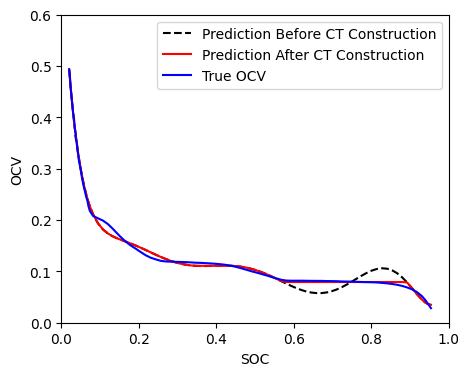 Prediction Before CT Construction
Prediction After CT Construction
True OCV
0.6
0.5
0.4
0.3
0.2
0.1
0.0
OCV
0.0 0.2 0.4 0.6 0.8 1.0
SOC